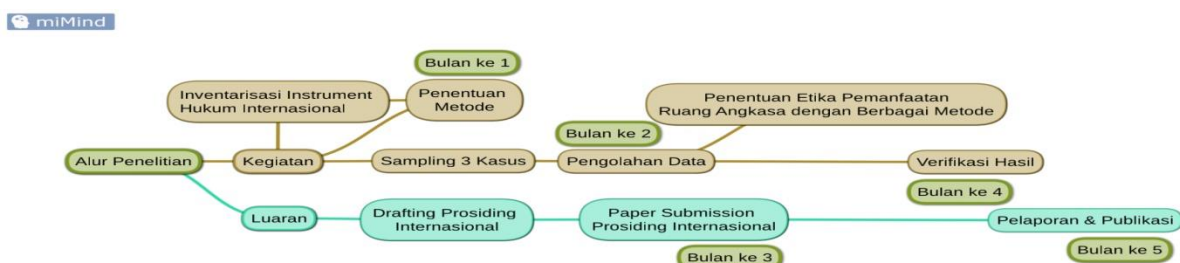 miMind
Bulan ke 1
Inventarisasi Instrument
Hukum Internasional
Penentuan
Metode
Penentuan Etika Pemanfaatan
Ruang Angkasa dengan Berbagai Metode
Bulan ke 2
Alur Penelitian
Kegiatan
Sampling 3 Kasus
Pengolahan Data
Verifikasi Hasil
Bulan ke 4
Luaran
Drafting Prosiding
Internasional
Paper Submission
Prosiding Internasional
Pelaporan & Publikasi
Bulan ke 3
Bulan ke 5